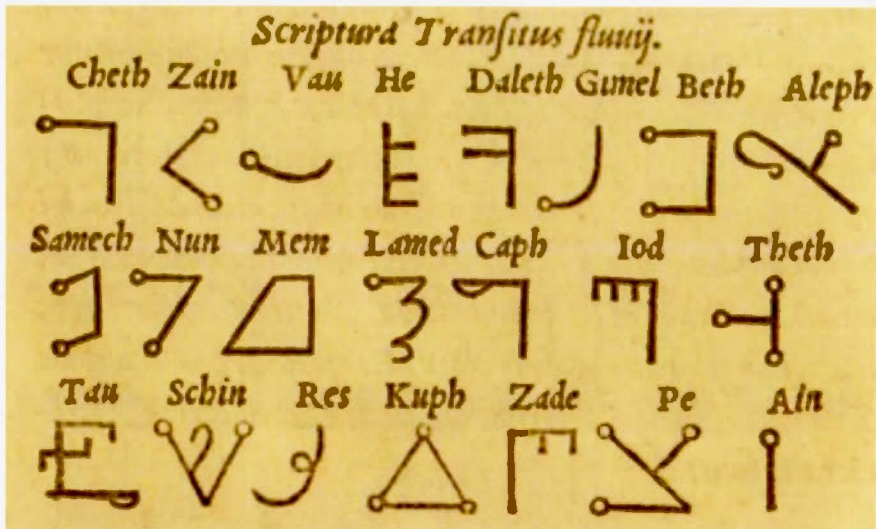 Scriptura Tranſitus fluuij.
Cheth Zain Vau He Daleth Gimel Beth Aleph
Samech Nun Mem Lamed Caph Iod Theth
Tau Schin Res Kuph Zade Pe Ain